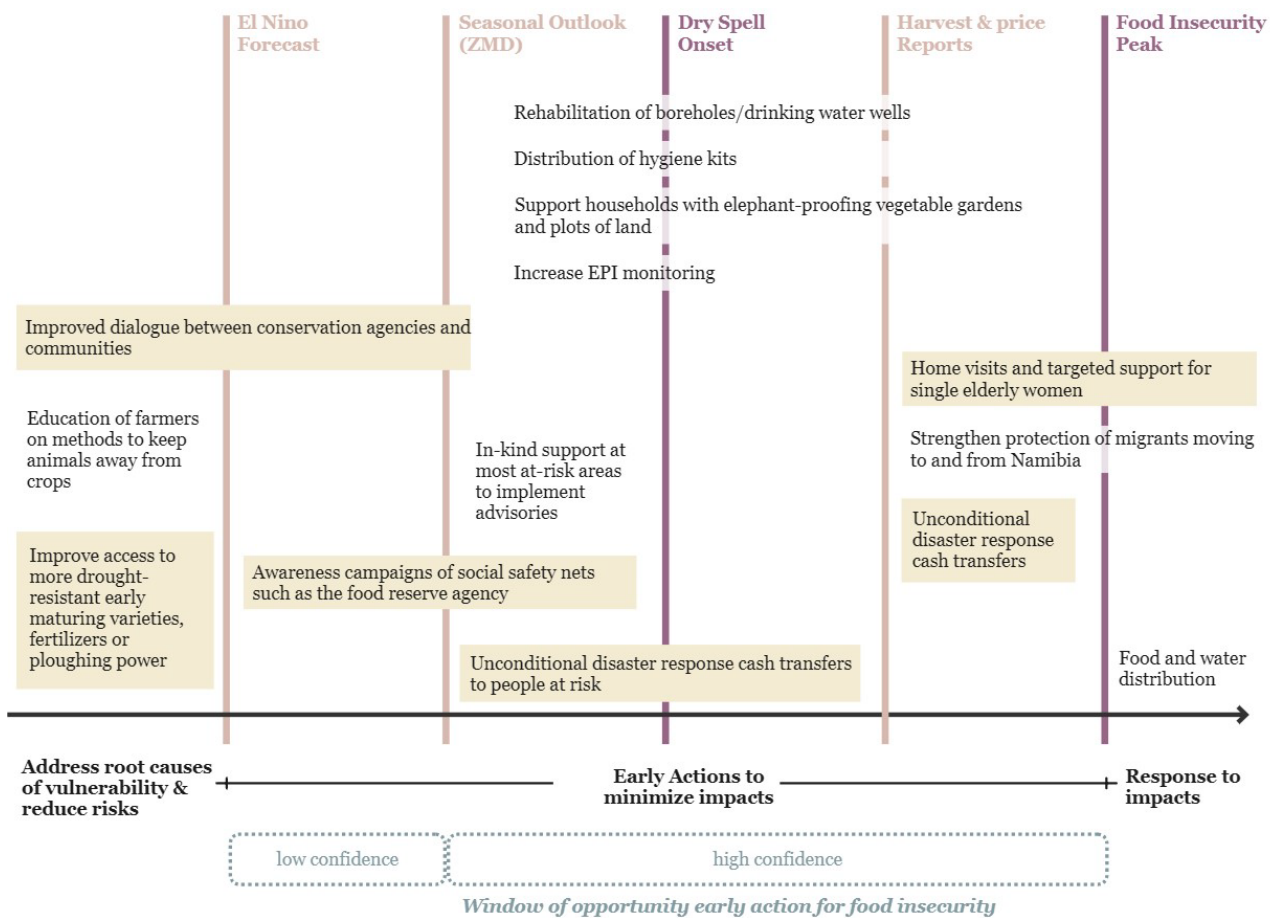 El Nino
Forecast
Seasonal Outlook
(ZMD)
Dry Spell
Onset
Harvest & price
Reports
Food Insecurity
Peak
Rehabilitation of boreholes/drinking water wells
Distribution of hygiene kits
Support households with elephant-proofing vegetable gardens
and plots of land
Increase EPI monitoring
Improved dialogue between conservation agencies and
communities
Home visits and targeted support for
single elderly women
Education of farmers
on methods to keep
animals away from
crops
In-kind support at
most at-risk areas
to implement
advisories
Strengthen protection of migrants moving
to and from Namibia
Unconditional
disaster response
cash transfers
Improve access to
more drought-
resistant early
maturing varieties,
fertilizers or
ploughing power
Awareness campaigns of social safety nets
such as the food reserve agency
Unconditional disaster response cash transfers
to people at risk
Food and water
distribution
Address root causes
of vulnerability &
reduce risks
Early Actions to
minimize impacts
Response to
impacts
low confidence
high confidence
Window of opportunity early action for food insecurity